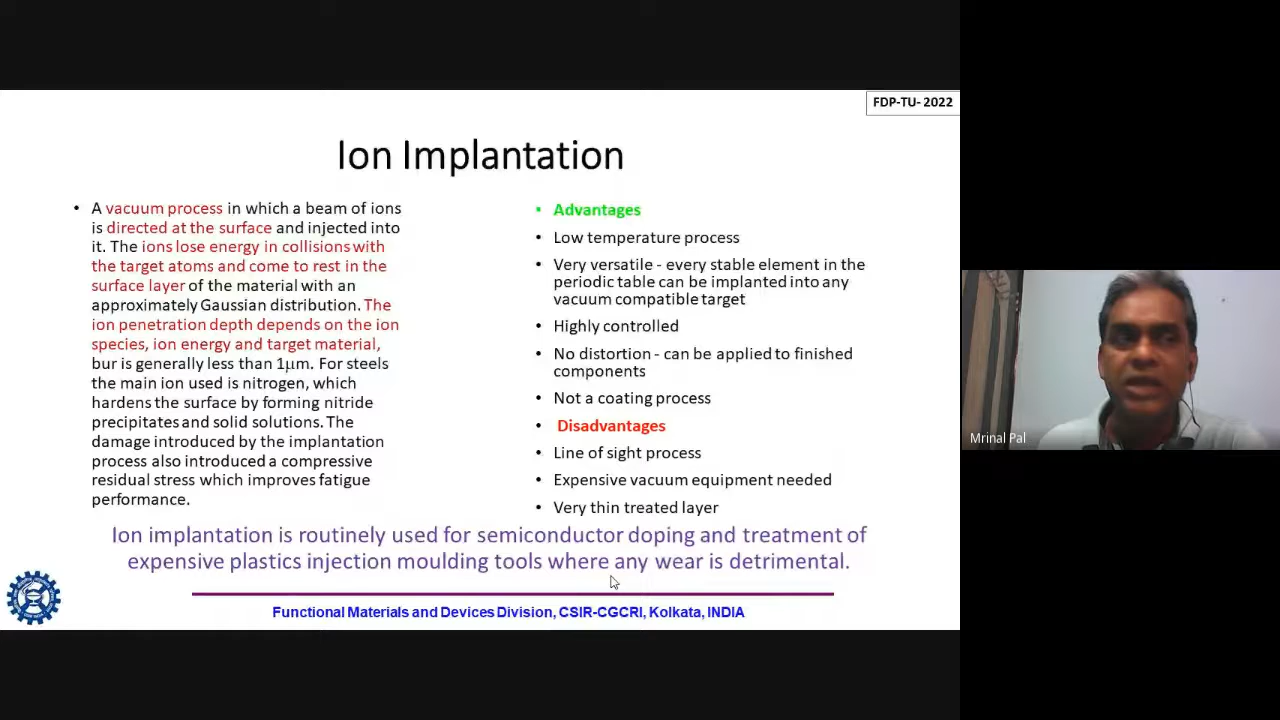 FDP-TU- 2022
Ion Implantation
• A vacuum process in which a beam of ions
is directed at the surface and injected into
it. The ions lose energy in collisions with
the target atoms and come to rest in the
surface layer of the material with an
approximately Gaussian distribution. The
ion penetration depth depends on the ion
species, ion energy and target material,
bur is generally less than 1μm. For steels
the main ion used is nitrogen, which
hardens the surface by forming nitride
precipitates and solid solutions. The
damage introduced by the implantation
process also introduced a compressive
residual stress which improves fatigue
performance.
• Advantages
• Low temperature process
• Very versatile - every stable element in the
periodic table can be implanted into any
vacuum compatible target
• Highly controlled
• No distortion - can be applied to finished
components
• Not a coating process
• Disadvantages
• Line of sight process
• Expensive vacuum equipment needed
• Very thin treated layer
Ion implantation is routinely used for semiconductor doping and treatment of
expensive plastics injection moulding tools where any wear is detrimental.
Functional Materials and Devices Division, CSIR-CGCRI, Kolkata, INDIA
Mrinal Pal